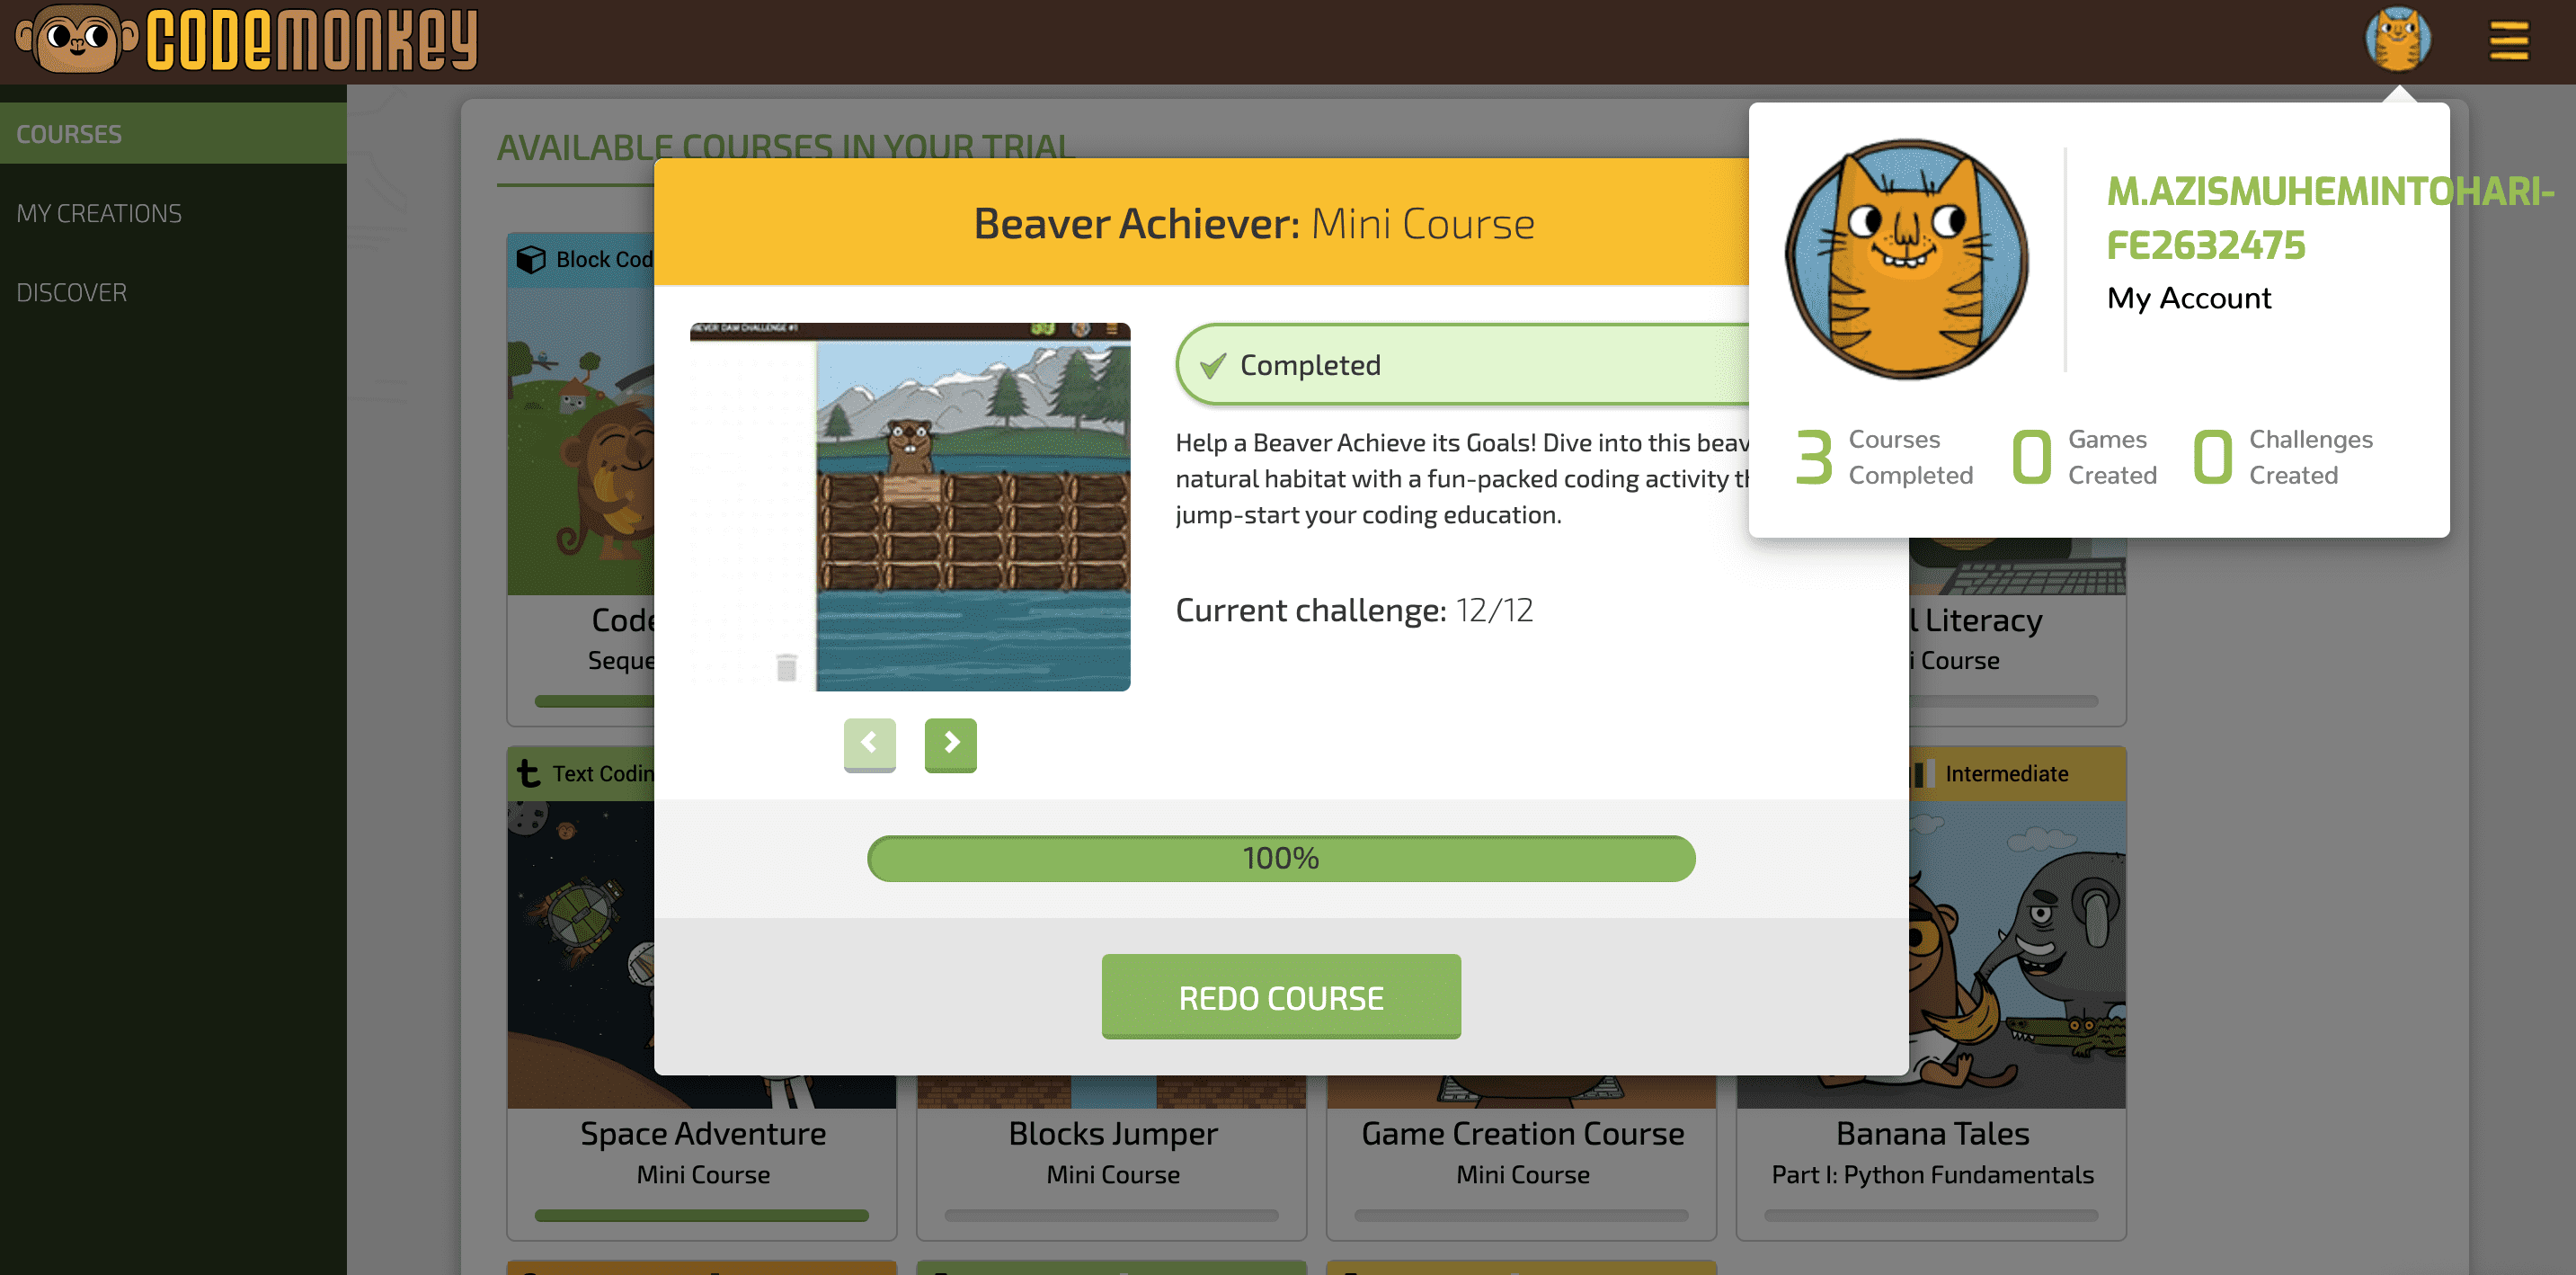 CODEMONKEY
COURSES
MY CREATIONS
DISCOVER
AVAILABLE COURSES IN YOUR TRIAL
Block Cod
Code
Seque
l Literacy
i Course
Text Codin
Intermediate
Beaver Achiever: Mini Course
DAM CHALLENGE #1
Completed
Help a Beaver Achieve its Goals! Dive into this beav
natural habitat with a fun-packed coding activity th
jump-start your coding education.
Current challenge: 12/12
100%
REDO COURSE
M.AZISMUHEMINTOHARI-
FE2632475
My Account
3 Courses Completed
0 Games Created
0 Challenges Created
Space Adventure
Mini Course
Blocks Jumper
Mini Course
Game Creation Course
Mini Course
Banana Tales
Part I: Python Fundamentals